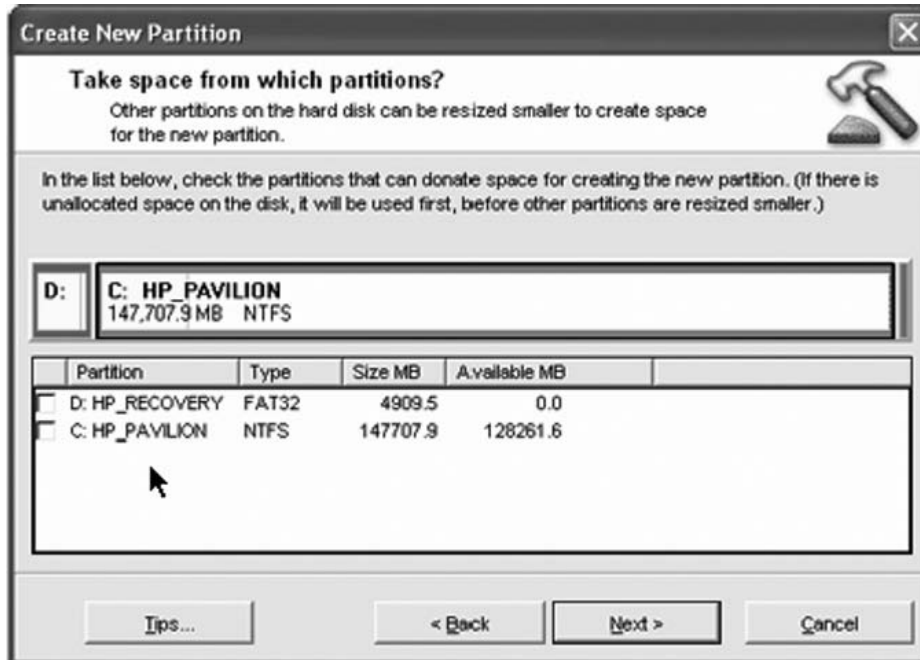 Create New Partition
Take space from which partitions?
Other partitions on the hard disk can be resized smaller to create space
for the new partition.
In the list below, check the partitions that can donate space for creating the new partition. (If there is
unallocated space on the disk, it will be used first, before other partitions are resized smaller.)
D: C: HP_PAVILION
147,707.9 MB NTFS
Partition Type Size MB Available MB
D: HP_RECOVERY FAT32 4909.5 0.0
C: HP_PAVILION NTFS 147707.9 128261.6
Tips... < Back Next > Cancel